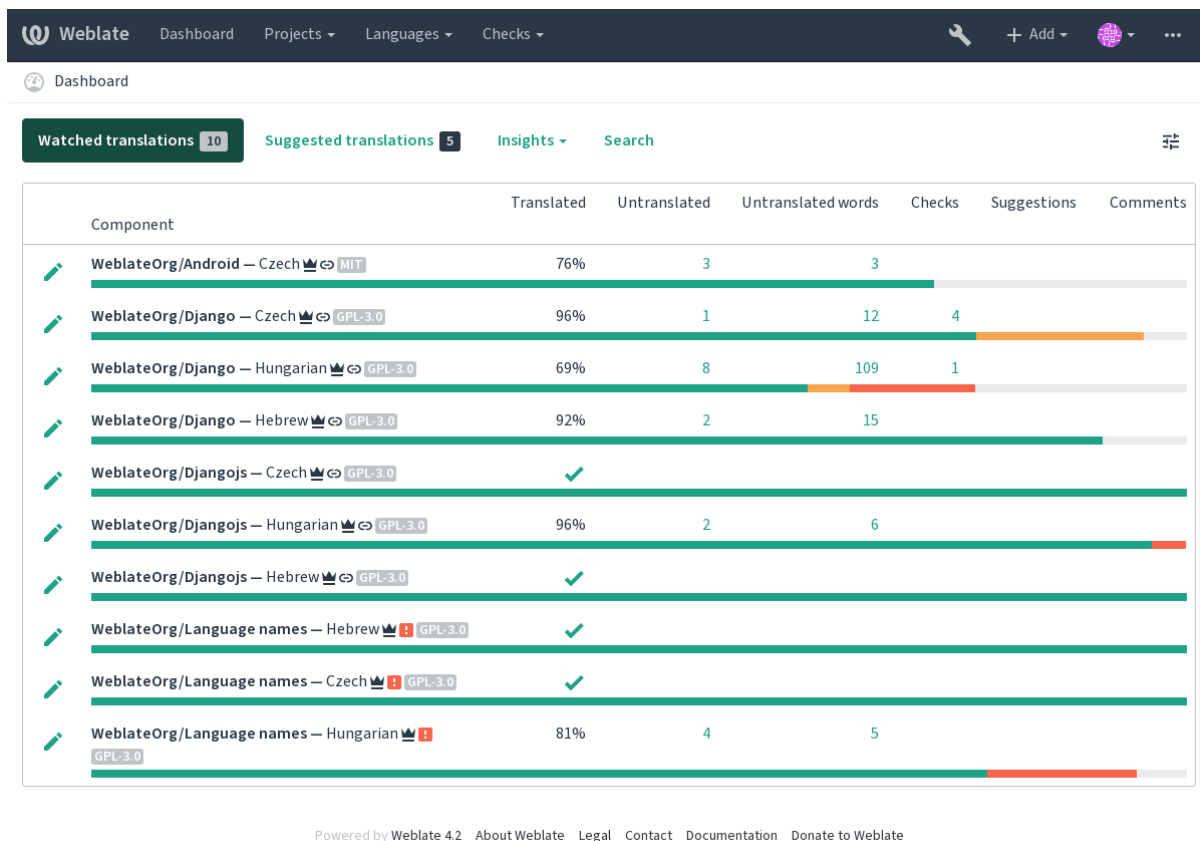 Weblate Dashboard Projects Languages Checks Add
Dashboard
Watched translations 10 Suggested translations 5 Insights Search
Translated Untranslated Untranslated words Checks Suggestions Comments
Component
WeblateOrg/Android — Czech MIT 76% 3 3
WeblateOrg/Django — Czech GPL-3.0 96% 1 12 4
WeblateOrg/Django — Hungarian GPL-3.0 69% 8 109 1
WeblateOrg/Django — Hebrew GPL-3.0 92% 2 15
WeblateOrg/Djangojs — Czech GPL-3.0
WeblateOrg/Djangojs — Hungarian GPL-3.0 96% 2 6
WeblateOrg/Djangojs — Hebrew GPL-3.0
WeblateOrg/Language names — Hebrew GPL-3.0
WeblateOrg/Language names — Czech GPL-3.0
WeblateOrg/Language names — Hungarian 81% 4 5
GPL-3.0
Powered by Weblate 4.2 About Weblate Legal Contact Documentation Donate to Weblate